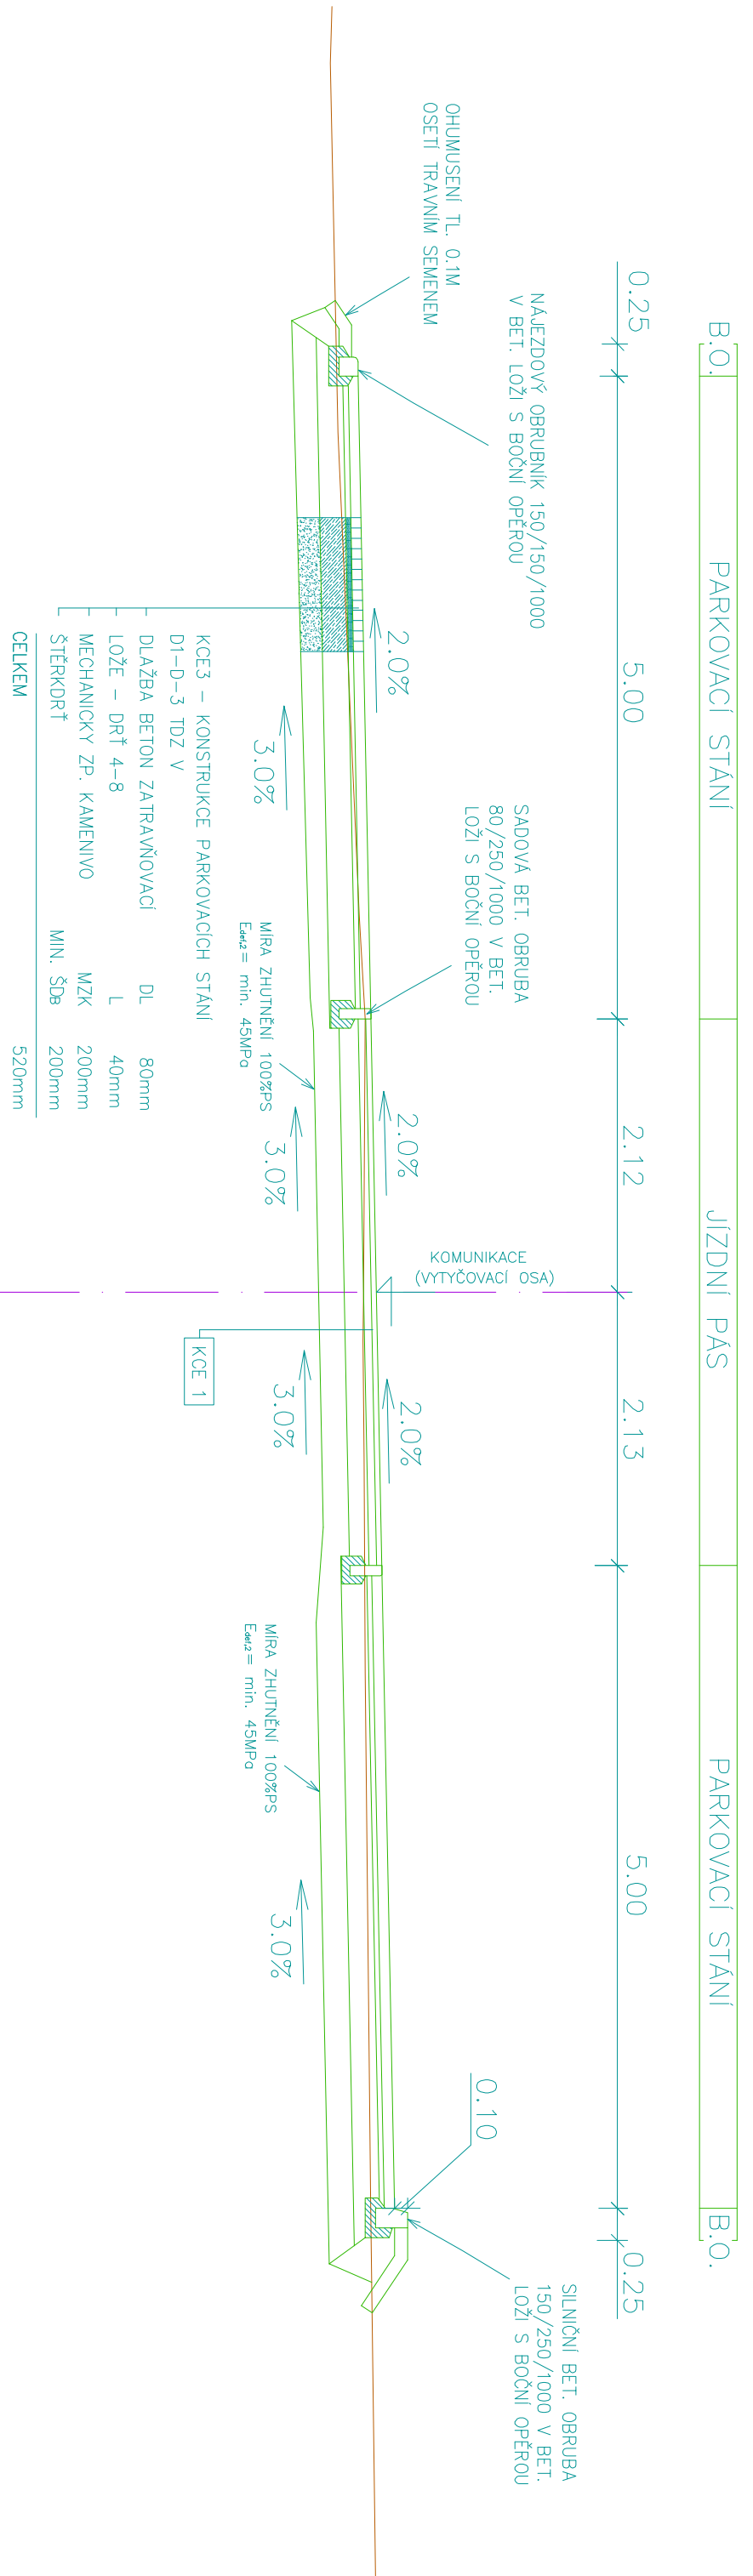 B.O.
PARKOVACÍ STÁNÍ
JÍZDNÍ PÁS
PARKOVACÍ STÁNÍ
B.O.
0.25
5.00
2.12
2.13
5.00
0.25
NÁJEZDOVÝ OBRUBNÍK 150/150/1000
V BET. LOŽI S BOČNÍ OPĚROU
OHUMUSENÍ TL. 0.1M
OSETÍ TRAVNÍM SEMENEM
SADOVÁ BET. OBRUBA
80/250/1000 V BET.
LOŽI S BOČNÍ OPĚROU
KOMUNIKACE
(VYTYČOVACÍ OSA)
0.10
SILNIČNÍ BET. OBRUBA
150/250/1000 V BET.
LOŽI S BOČNÍ OPĚROU
2.0%
2.0%
2.0%
3.0%
3.0%
3.0%
3.0%
MÍRA ZHUTNĚNÍ 100%PS
Edef,2= min. 45MPa
KCE 1
MÍRA ZHUTNĚNÍ 100%PS
Edef,2= min. 45MPa
KCE3 – KONSTRUKCE PARKOVACÍCH STÁNÍ
D1-D-3 TDZ V
DLAŽBA BETON ZATRAVŇOVACÍ DL 80mm
LOŽE – DRŤ 4-8 L 40mm
MECHANICKY ZP. KAMENIVO MZK 200mm
ŠTĚRKDRŤ MIN. ŠDB 200mm
CELKEM 520mm